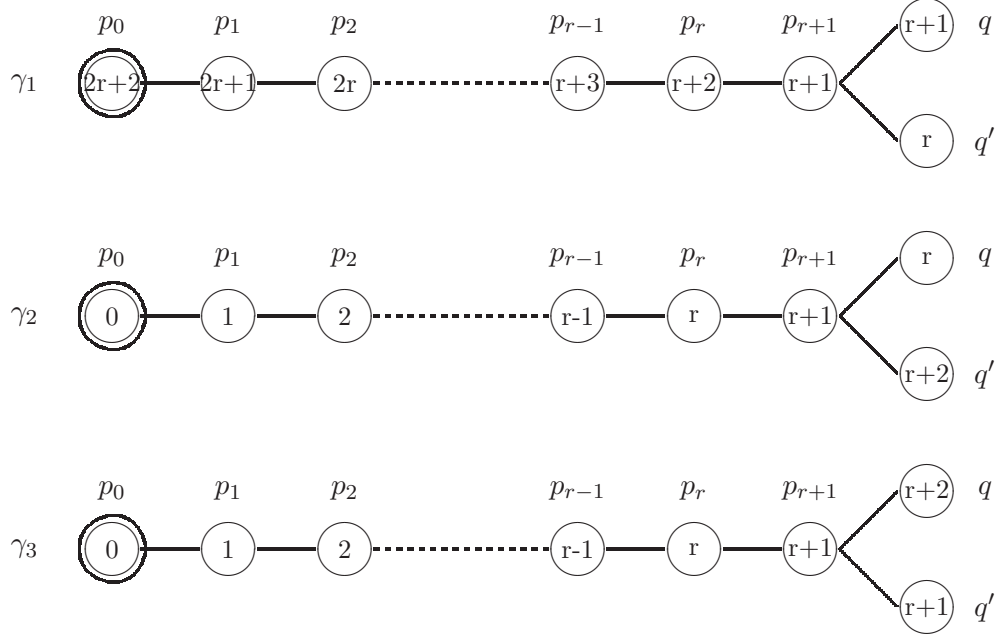 p₀ p₁ p₂ pᵣ₋₁ pᵣ pᵣ₊₁ r+1 q
γ₁ 2r+2 2r+1 2r r+3 r+2 r+1
r q′
p₀ p₁ p₂ pᵣ₋₁ pᵣ pᵣ₊₁ r q
γ₂ 0 1 2 r-1 r r+1
r+2 q′
p₀ p₁ p₂ pᵣ₋₁ pᵣ pᵣ₊₁ r+2 q
γ₃ 0 1 2 r-1 r r+1
r+1 q′